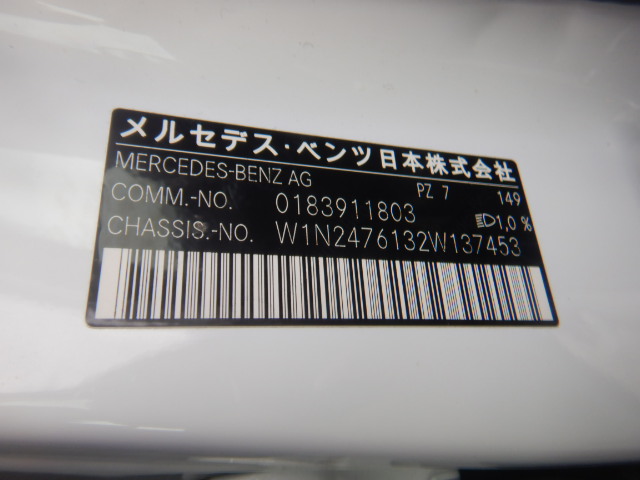 メルセデス・ベンツ日本株式会社
MERCEDES-BENZ AG PZ 7 149
COMM.-NO. 0183911803 1,0 %
CHASSIS.-NO. W1N2476132W137453